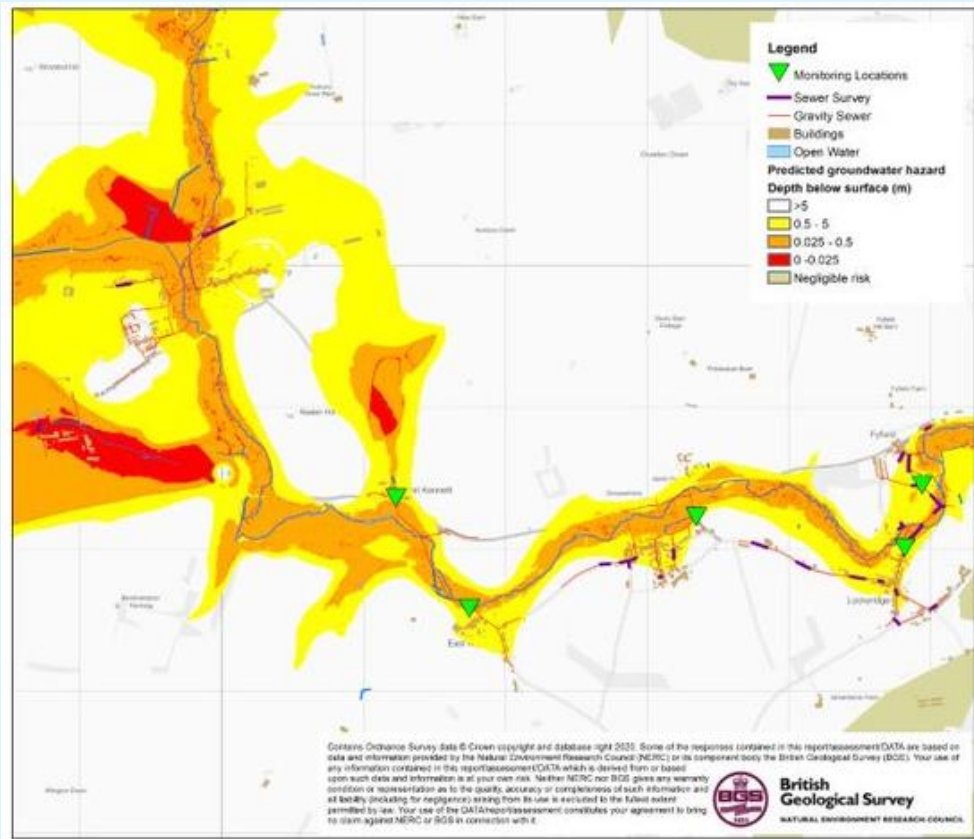 Legend
Monitoring Locations
Sewer Survey
Gravity Sewer
Buildings
Open Water
Predicted groundwater hazard
Depth below surface (m)
>5
0.5 - 5
0.025 - 0.5
0 -0.025
Negligible risk
Fyfield
Lockeridge
Contains Ordnance Survey data © Crown copyright and database right 2020. Some of the responses contained in this report/assessment/DATA are based on
data and information provided by the Natural Environment Research Council (NERC) or its component body the British Geological Survey (BGS). Your use of
any information contained in this report/assessment/DATA which is derived from or based
upon such data and information is at your own risk. Neither NERC nor BGS gives any warranty
condition or representation as to the quality, accuracy or completeness of such information and
all liability (including for negligence) arising from its use is excluded to the fullest extent
permitted by law. Your use of the DATA/report/assessment constitutes your agreement to bring
no claim against NERC or BGS in connection with it.
BGS
British
Geological Survey
NATURAL ENVIRONMENT RESEARCH COUNCIL